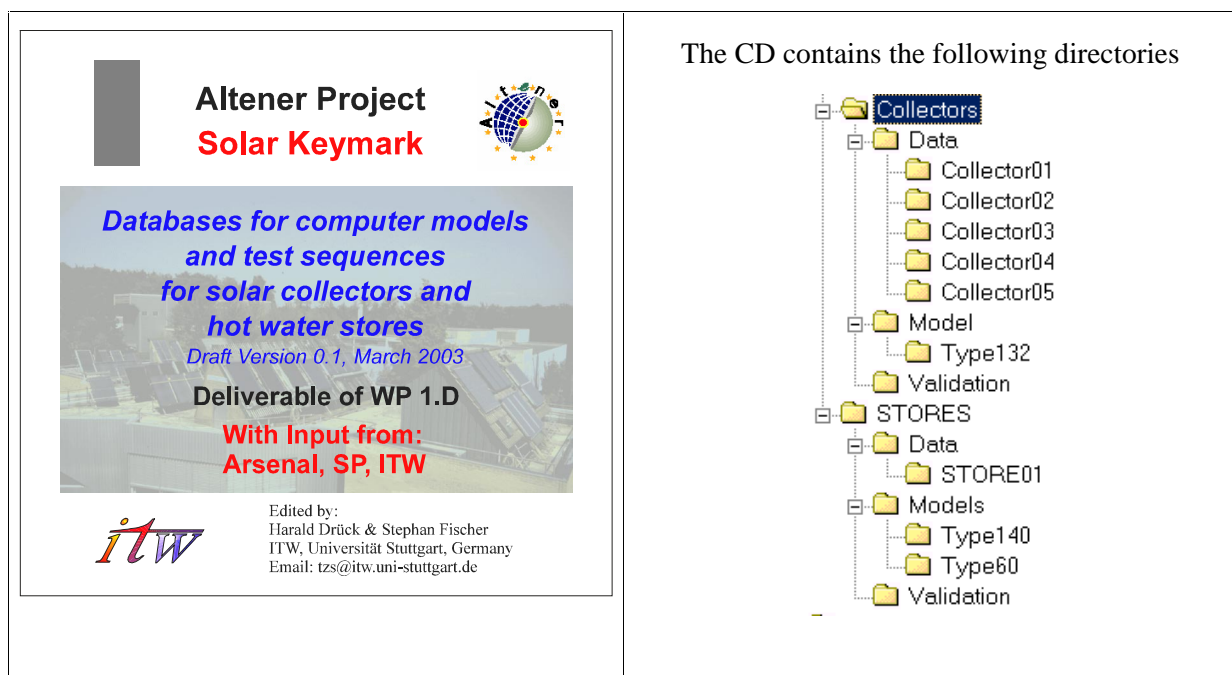 Altener Project
Solar Keymark
Altener
Databases for computer models
and test sequences
for solar collectors and
hot water stores
Draft Version 0.1, March 2003
Deliverable of WP 1.D
With Input from:
Arsenal, SP, ITW
itw
Edited by:
Harald Drück & Stephan Fischer
ITW, Universität Stuttgart, Germany
Email: tzs@itw.uni-stuttgart.de
The CD contains the following directories
Collectors
Data
Collector01
Collector02
Collector03
Collector04
Collector05
Model
Type132
Validation
STORES
Data
STORE01
Models
Type140
Type60
Validation